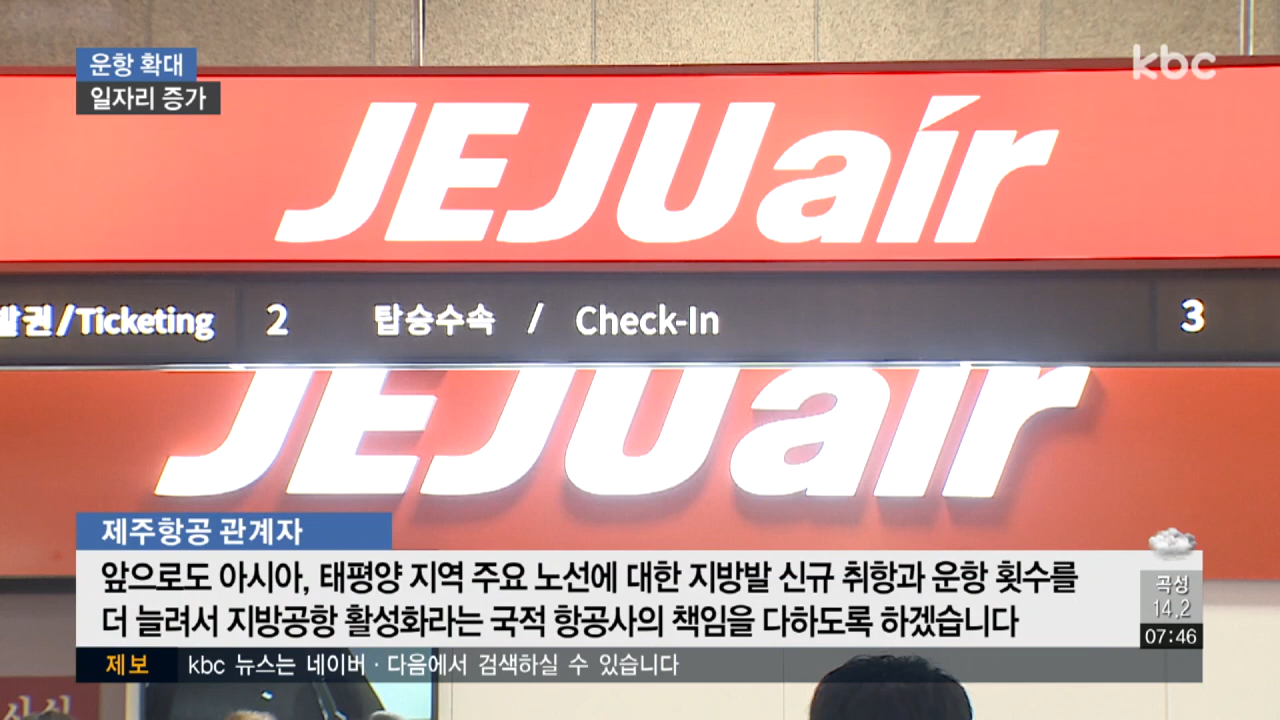 운항 확대
일자리 증가
kbc
JEJUair
발권/Ticketing 2 탑승수속 / Check-In 3
JEJUair
제주항공 관계자
앞으로도 아시아, 태평양 지역 주요 노선에 대한 지방발 신규 취항과 운항 횟수를
더 늘려서 지방공항 활성화라는 국적 항공사의 책임을 다하도록 하겠습니다
곡성
14.2
07:46
제보 kbc 뉴스는 네이버·다음에서 검색하실 수 있습니다